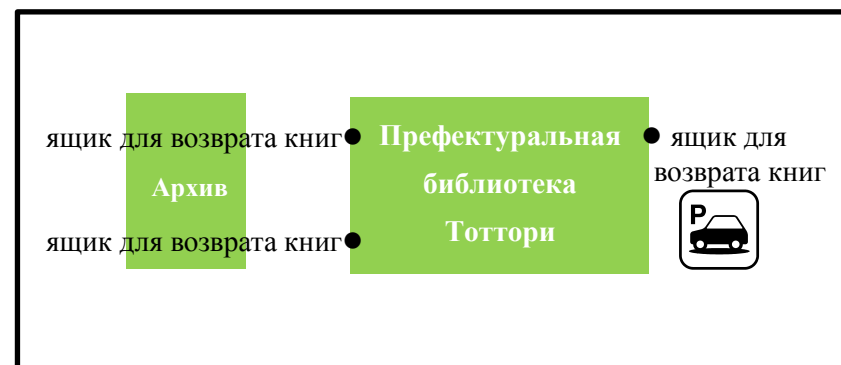 ящик для возврата книг
Архив
ящик для возврата книг
Префектуральная
библиотека
Тоттори
ящик для
возврата книг
P